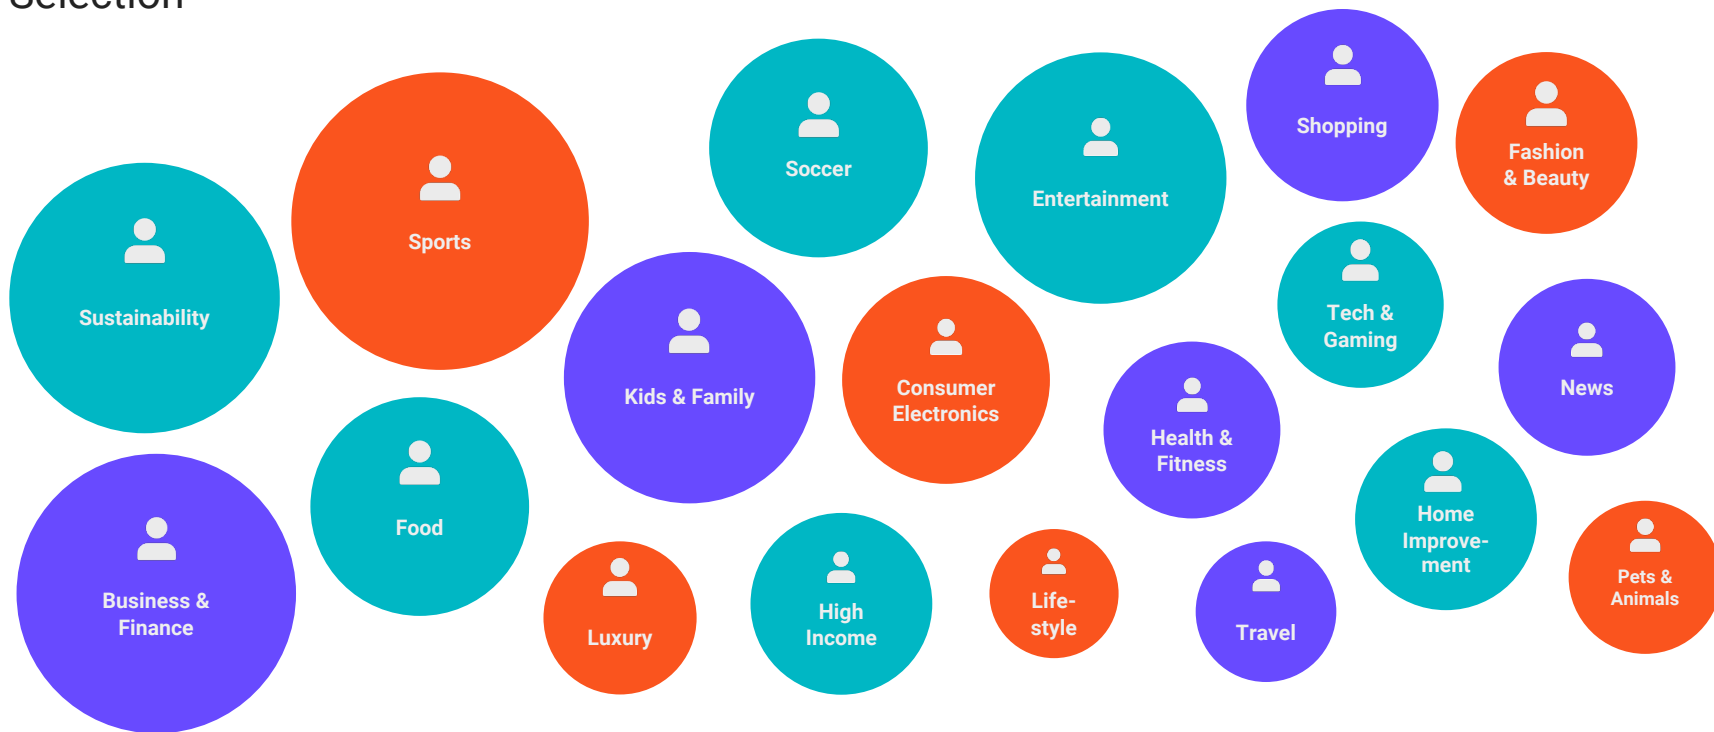 Selection
Sustainability
Sports
Soccer
Entertainment
Shopping
Fashion
& Beauty
Kids & Family
Consumer
Electronics
Tech &
Gaming
News
Health &
Fitness
Food
Business &
Finance
Luxury
High
Income
Life-
style
Travel
Home
Improve-
ment
Pets &
Animals